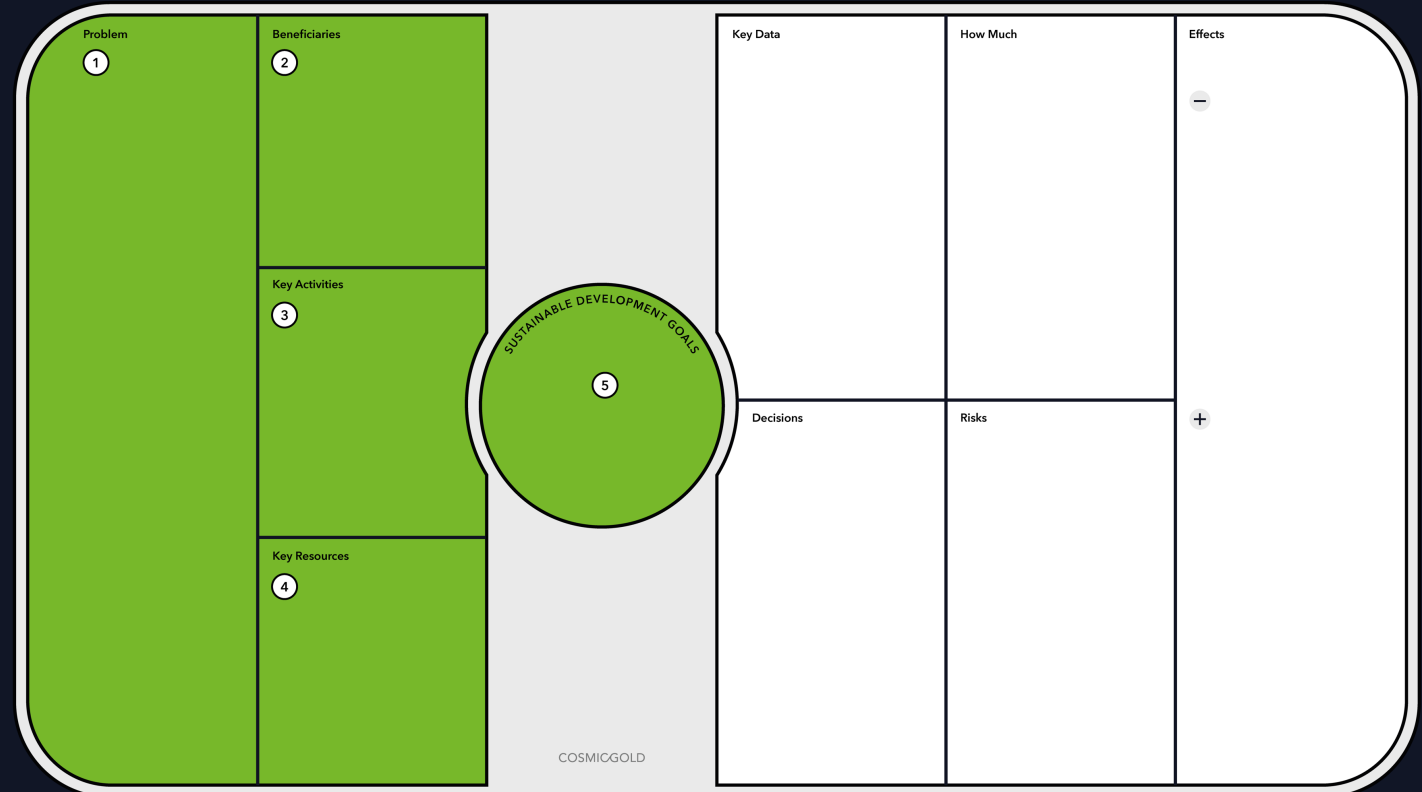 Problem
1
Beneficiaries
2
Key Activities
3
Key Resources
4
SUSTAINABLE DEVELOPMENT GOALS
5
COSMICGOLD
Key Data
How Much
Effects
−
Decisions
Risks
+